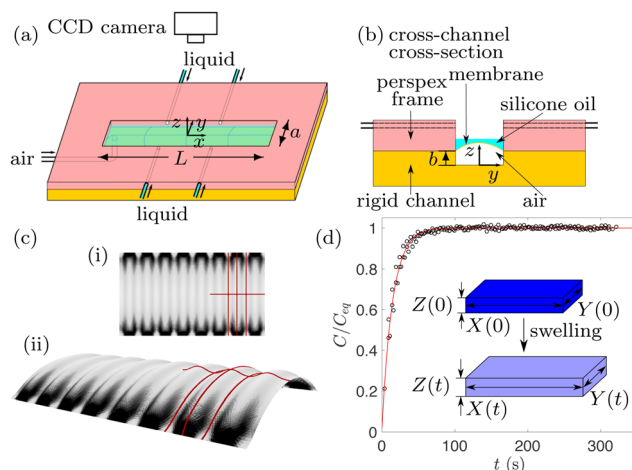 (a)
CCD camera
liquid
z
y
x
a
air
L
liquid
(b) cross-channel
cross-section
perspex
frame
membrane
silicone oil
b
z
y
rigid channel
air
(c)
(i)
(ii)
(d)
C/C_eq
1
0.8
0.6
0.4
0.2
0
0
100
200
300
t (s)
Z(0)
X(0)
Y(0)
swelling
Z(t)
X(t)
Y(t)